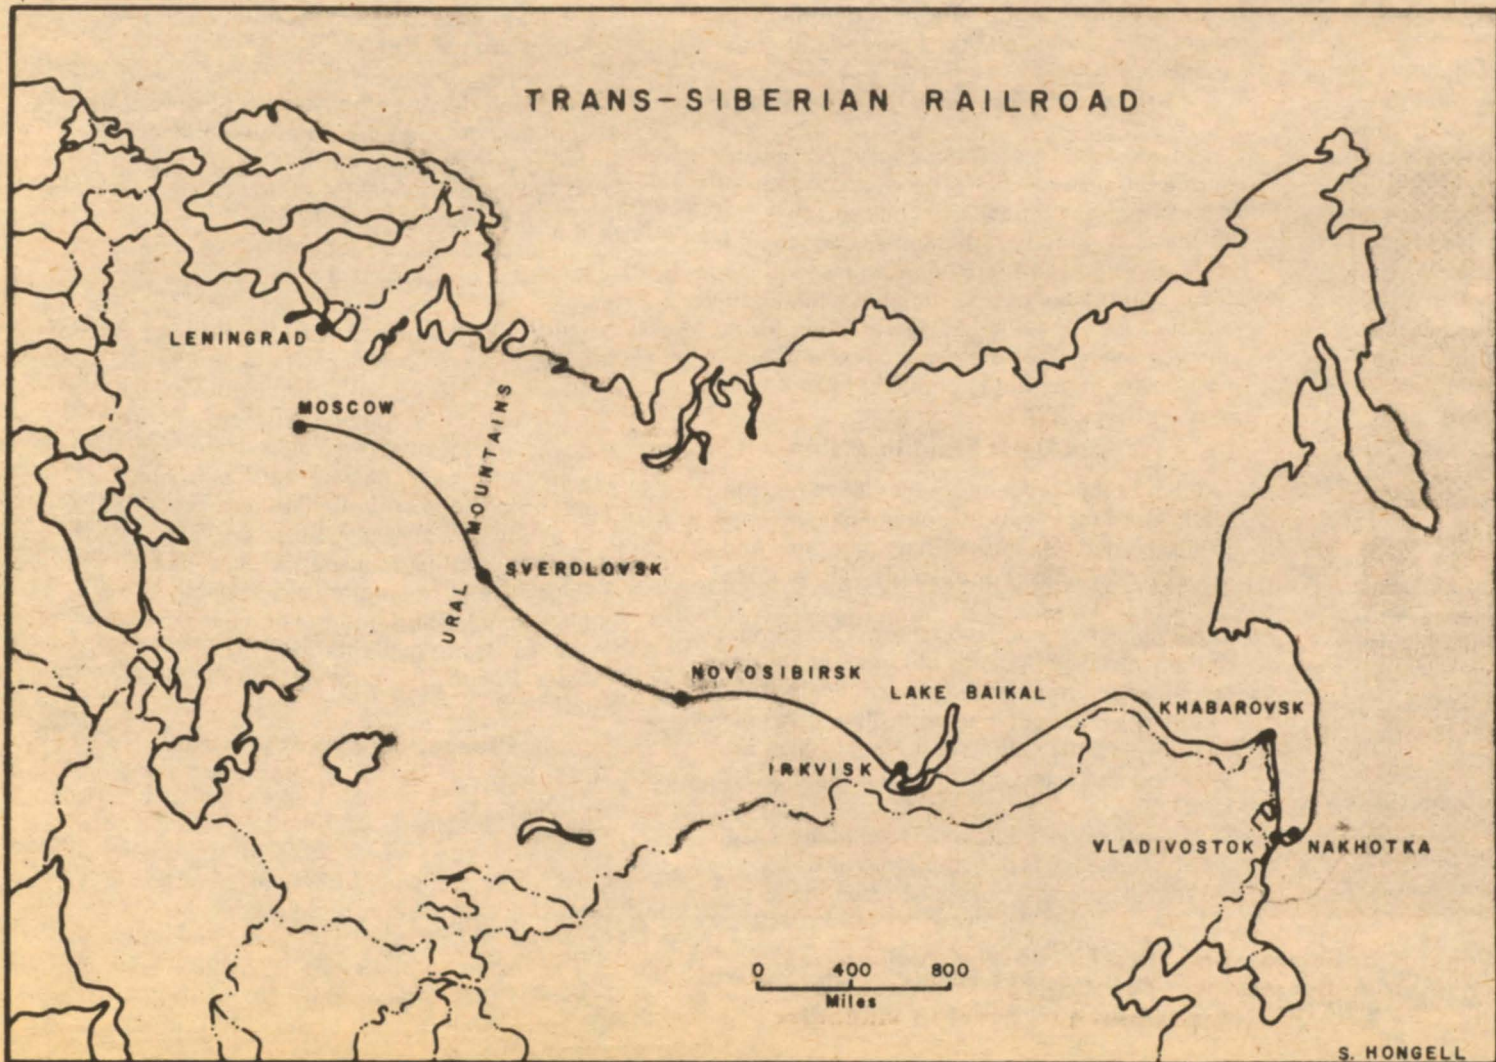 TRANS-SIBERIAN RAILROAD
LENINGRAD
MOSCOW
URAL MOUNTAINS
SVERDLOVSK
NOVOSIBIRSK
LAKE BAIKAL
KHABAROVSK
IRKVISK
VLADIVOSTOK
NAKHOTKA
0 400 800
Miles
S. HONGELL